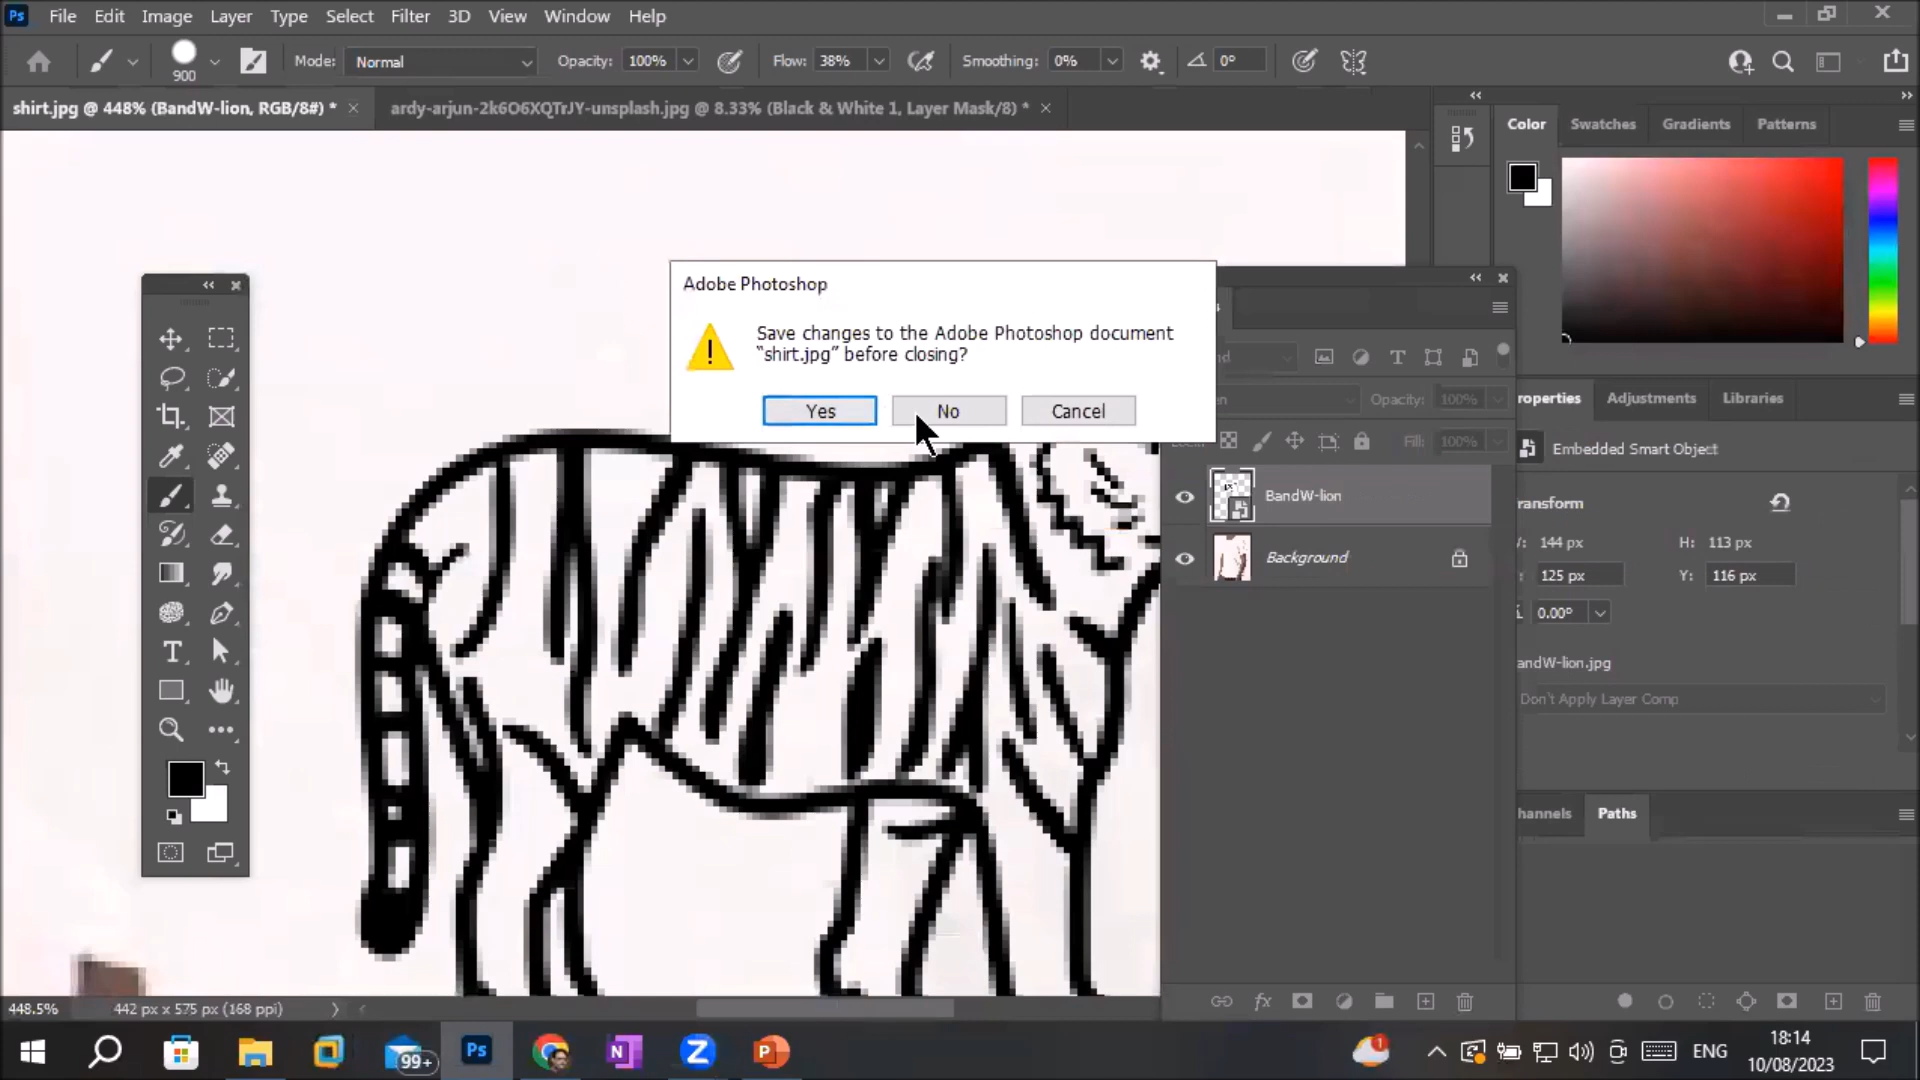 Ps File Edit Image Layer Type Select Filter 3D View Window Help
900 Mode: Normal Opacity: 100% Flow: 38% Smoothing: 0% 0°
shirt.jpg @ 448% (BandW-lion, RGB/8#) * ardy-arjun-2k6O6XQTrJY-unsplash.jpg @ 8.33% (Black & White 1, Layer Mask/8) *
Color Swatches Gradients Patterns
Adobe Photoshop
Save changes to the Adobe Photoshop document
“shirt.jpg” before closing?
Yes No Cancel
Opacity: 100%
Fill: 100%
BandW-lion
Background
roperties Adjustments Libraries
Embedded Smart Object
ransform
144 px H: 113 px
125 px Y: 116 px
0.00°
andW-lion.jpg
Don't Apply Layer Comp
hannels Paths
448.5% 442 px x 575 px (168 ppi)
99+ Ps N Z P 1 ENG
18:14
10/08/2023